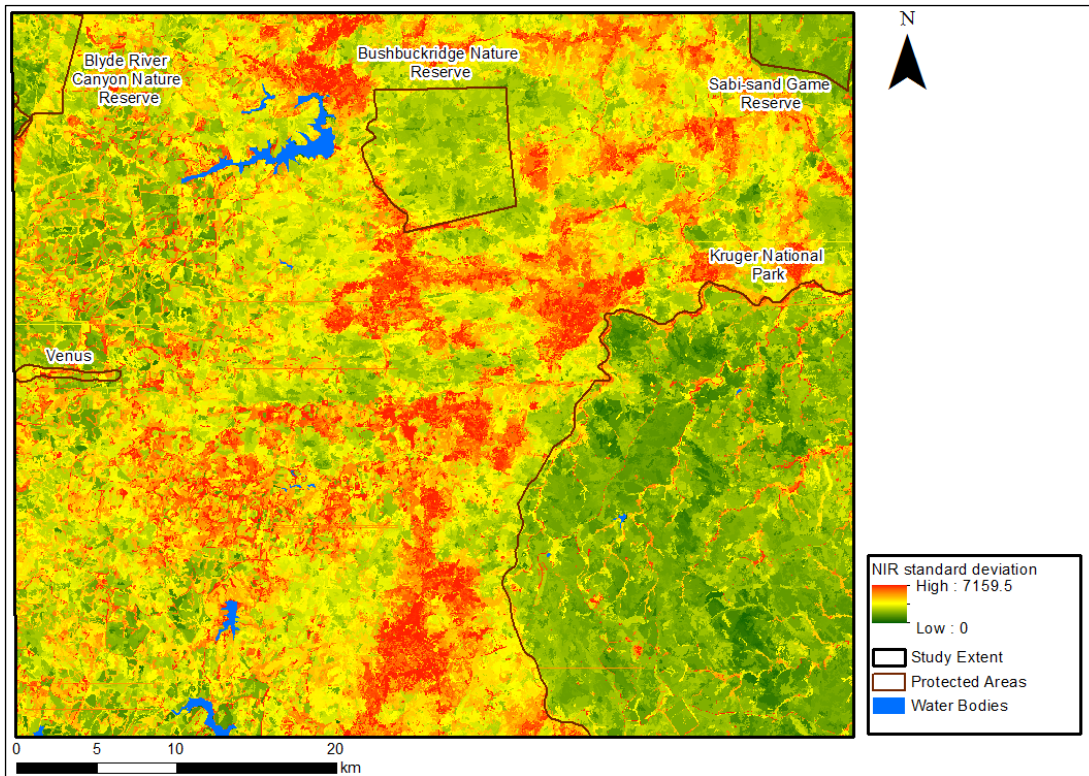 N
Blyde River
Canyon Nature
Reserve
Bushbuckridge Nature
Reserve
Sabi-sand Game
Reserve
Kruger National
Park
Venus
NIR standard deviation
High : 7159.5
Low : 0
Study Extent
Protected Areas
Water Bodies
0 5 10 20
km